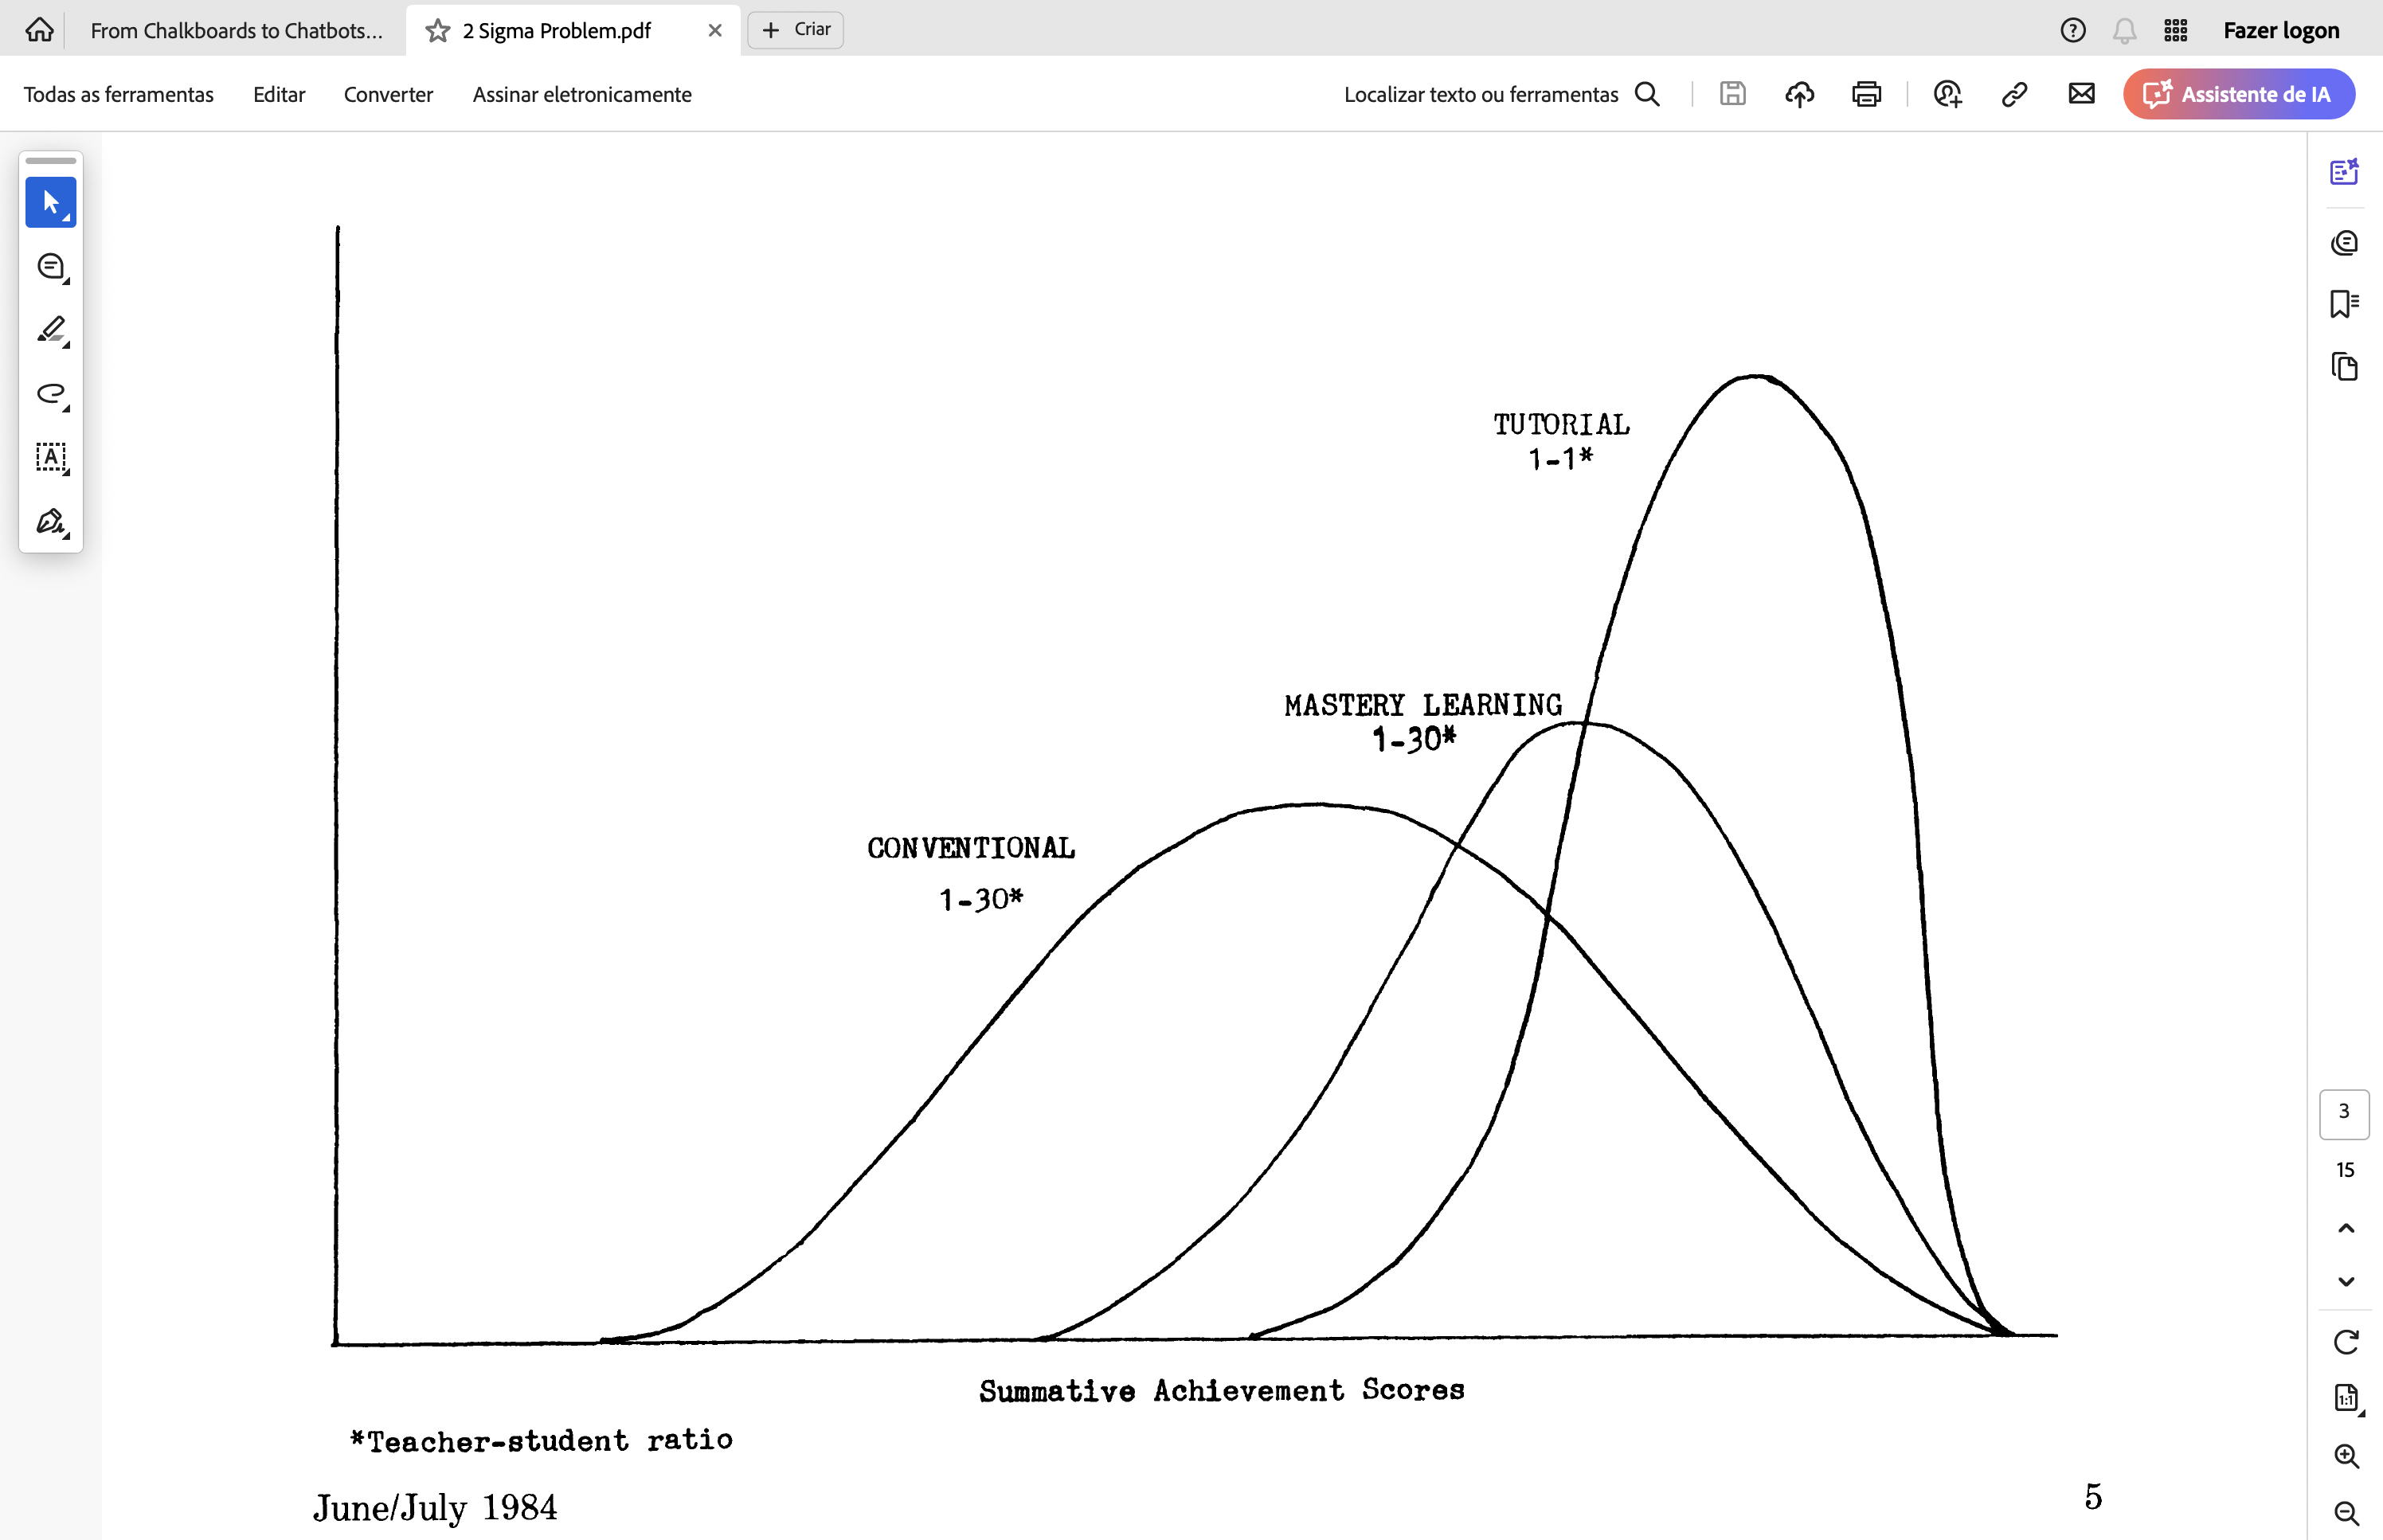 From Chalkboards to Chatbots...
2 Sigma Problem.pdf
Criar
Fazer logon
Todas as ferramentas
Editar
Converter
Assinar eletronicamente
Localizar texto ou ferramentas
Assistente de IA
TUTORIAL
1-1*
MASTERY LEARNING
1-30*
CONVENTIONAL
1-30*
Summative Achievement Scores
*Teacher-student ratio
June/July 1984
5
3
15
1:1